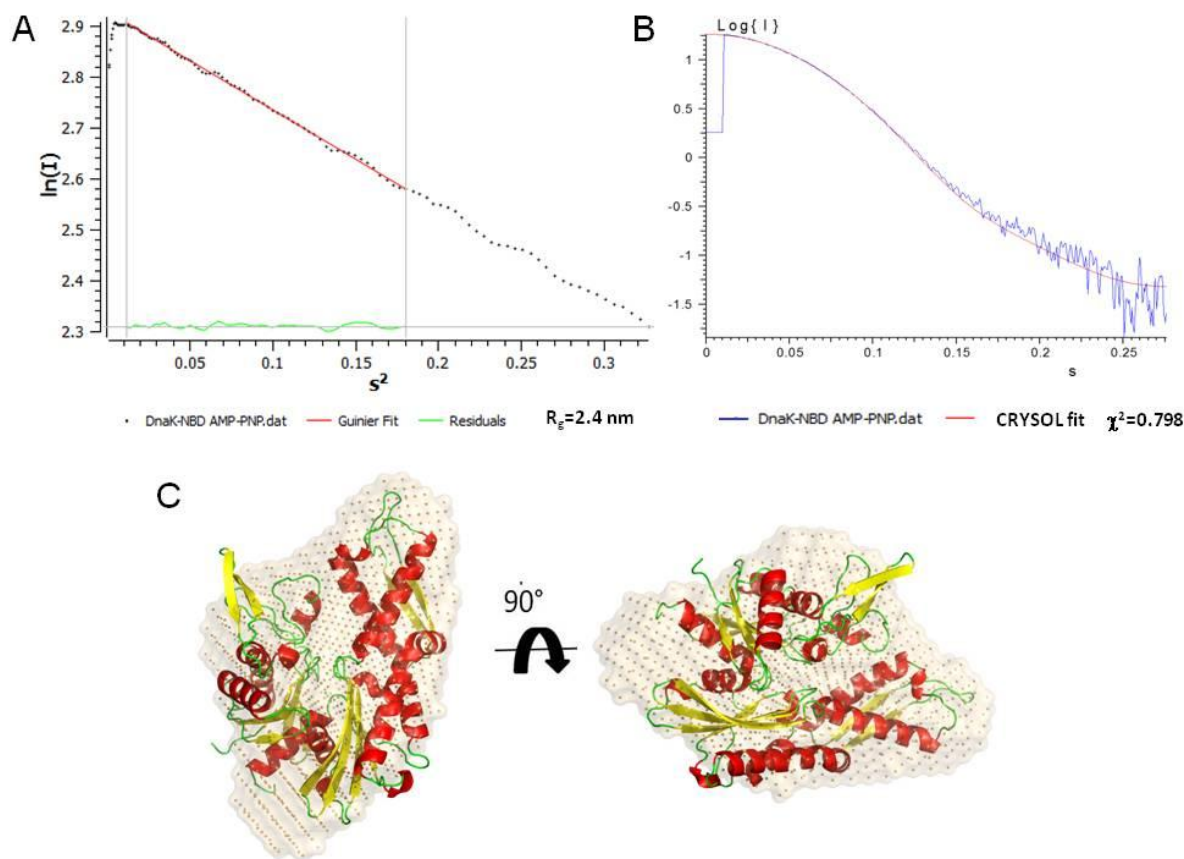 A
2.9
2.8
2.7
2.6
2.5
2.4
2.3
ln(I)
0.05
0.1
0.15
0.2
0.25
0.3
s²
DnaK-NBD AMP-PNP.dat
Guinier Fit
Residuals
Rg=2.4 nm
B
Log{I}
1
0.5
0
-0.5
-1
-1.5
0
0.05
0.1
0.15
0.2
0.25
s
DnaK-NBD AMP-PNP.dat
CRYSOL fit
χ²=0.798
C
90°